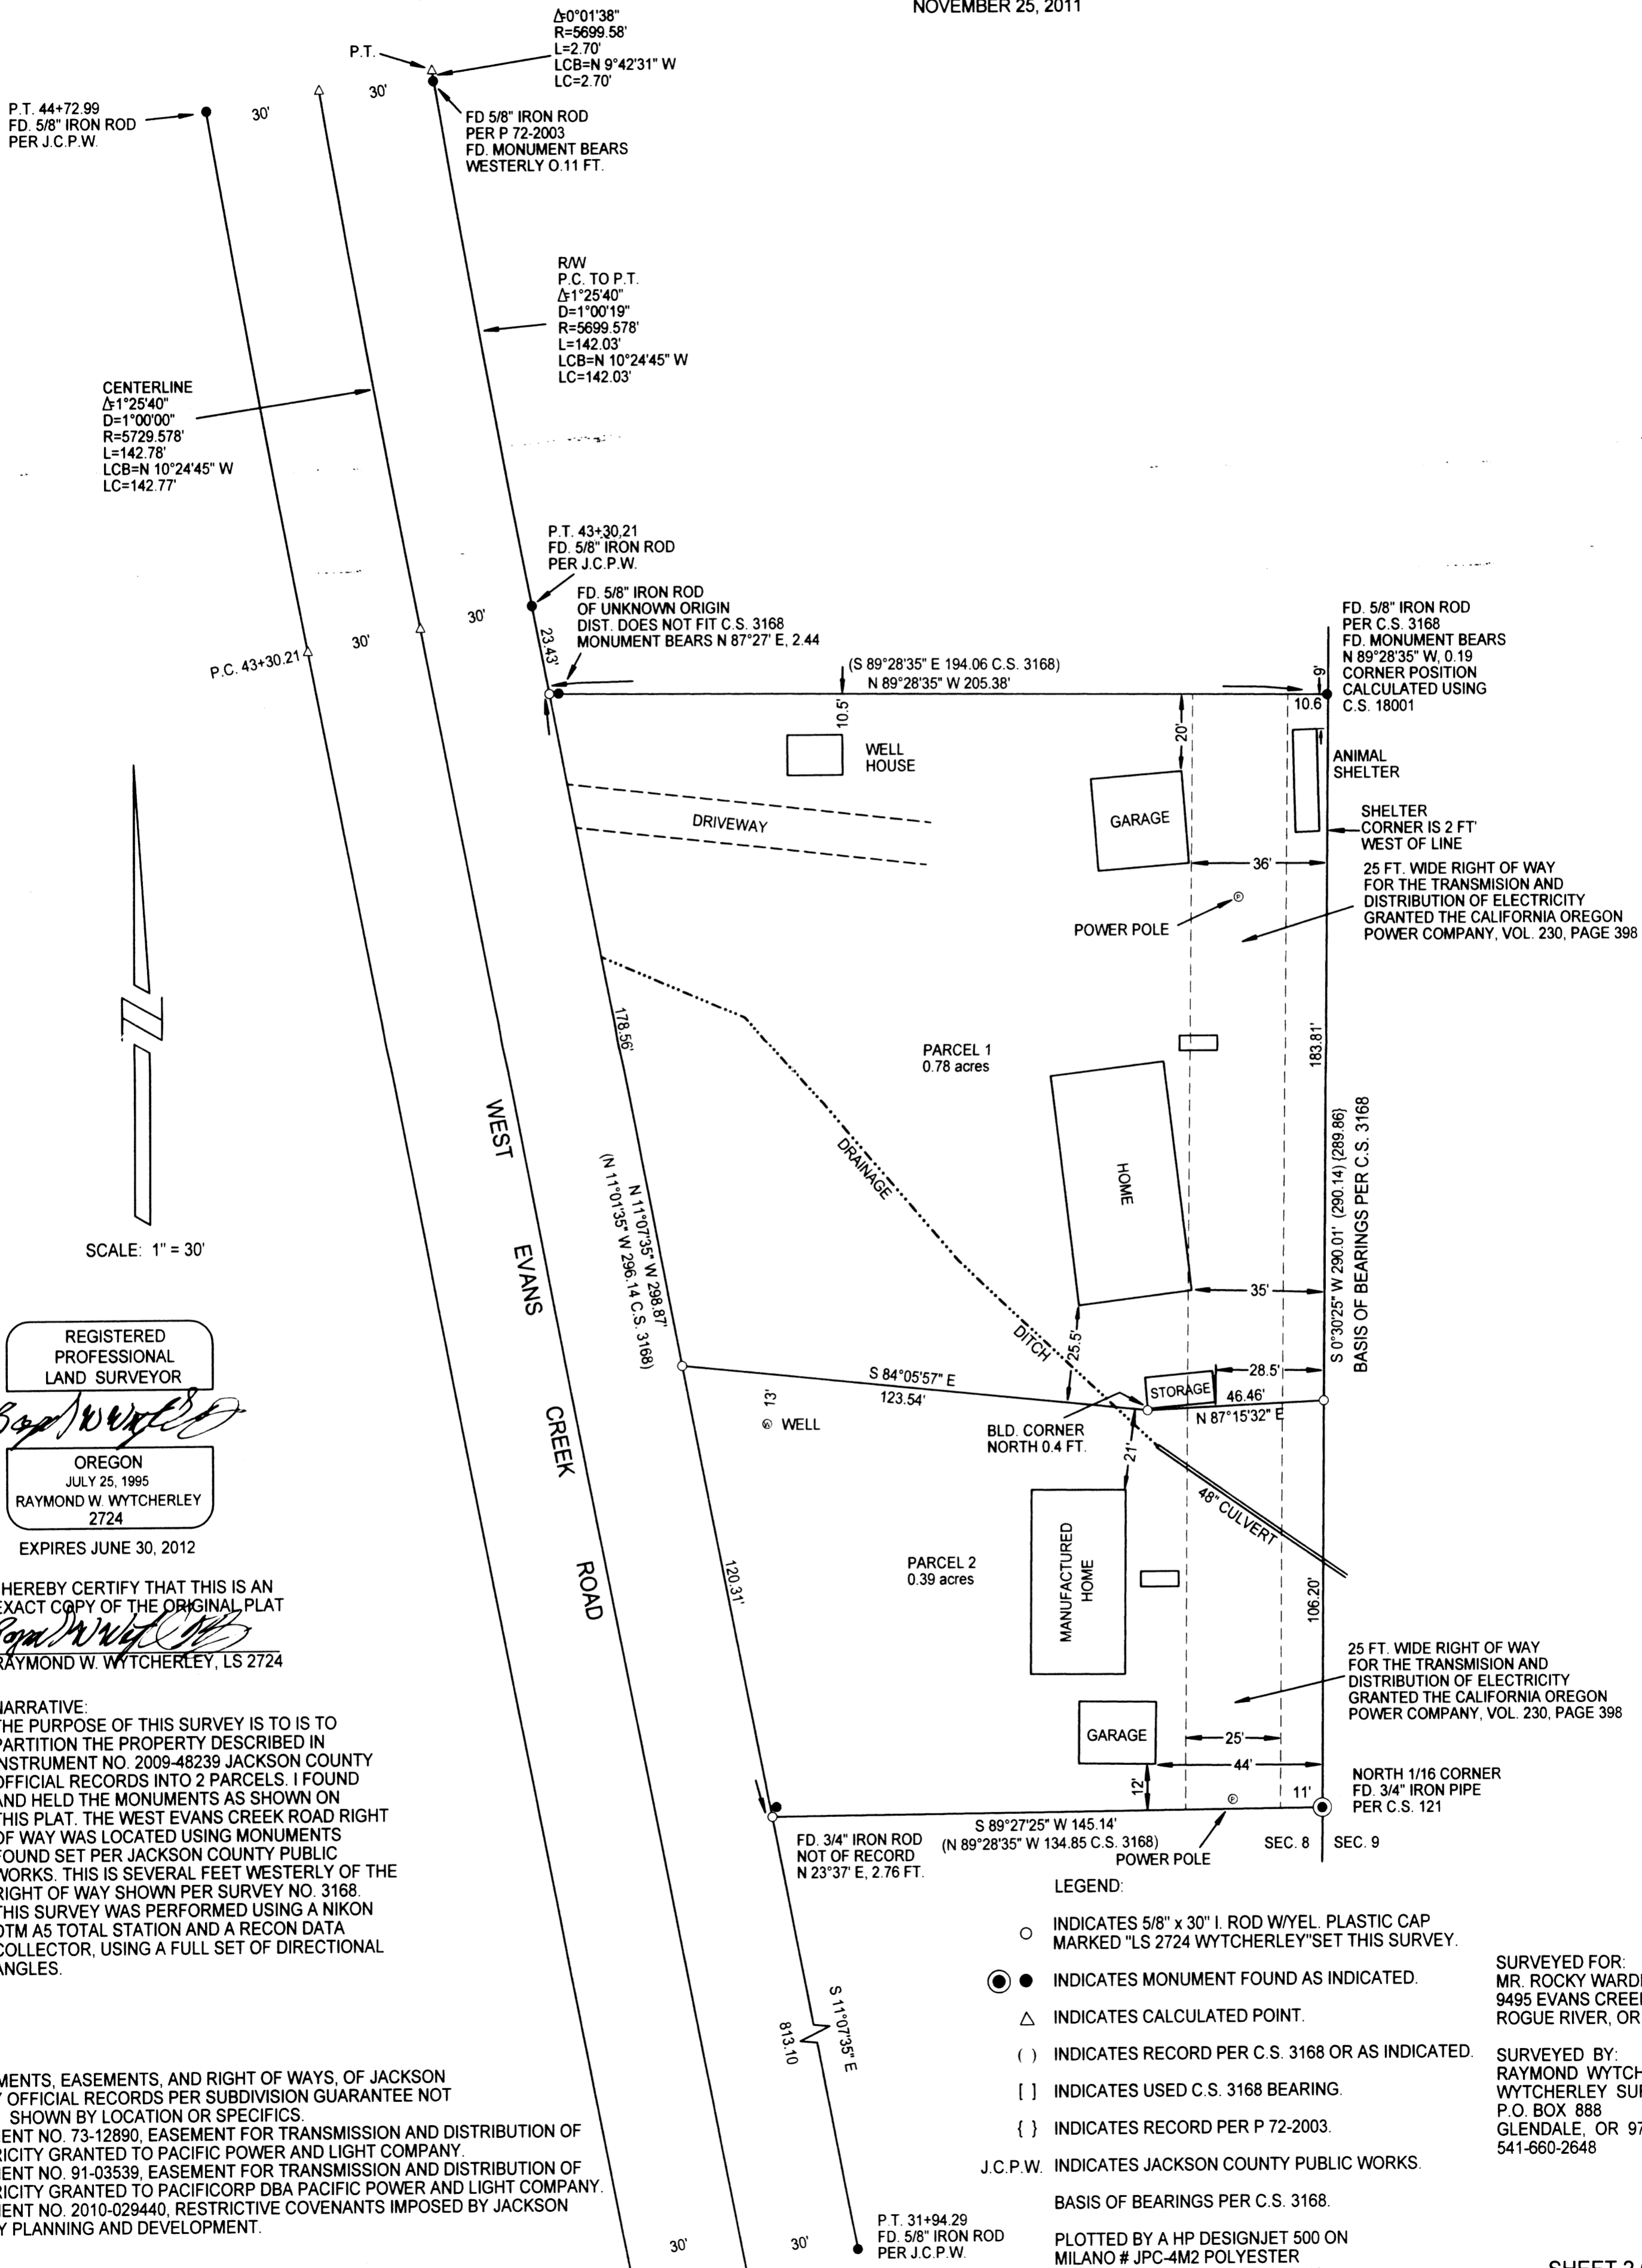 NOVEMBER 25, 2011
Δ=0°01'38"
R=5699.58'
L=2.70'
LCB=N 9°42'31" W
LC=2.70'
P.T.
P.T. 44+72.99
FD. 5/8" IRON ROD
PER J.C.P.W.
30'
30'
FD 5/8" IRON ROD
PER P 72-2003
FD. MONUMENT BEARS
WESTERLY 0.11 FT.
R/W
P.C. TO P.T.
Δ=1°25'40"
D=1°00'19"
R=5699.578'
L=142.03'
LCB=N 10°24'45" W
LC=142.03'
CENTERLINE
Δ=1°25'40"
D=1°00'00"
R=5729.578'
L=142.78'
LCB=N 10°24'45" W
LC=142.77'
P.T. 43+30,21
FD. 5/8" IRON ROD
PER J.C.P.W.
FD. 5/8" IRON ROD
OF UNKNOWN ORIGIN
DIST. DOES NOT FIT C.S. 3168
MONUMENT BEARS N 87°27' E, 2.44
P.C. 43+30.21
30'
30'
23.43'
(S 89°28'35" E 194.06 C.S. 3168)
N 89°28'35" W 205.38'
FD. 5/8" IRON ROD
PER C.S. 3168
FD. MONUMENT BEARS
N 89°28'35" W, 0.19
CORNER POSITION
CALCULATED USING
C.S. 18001
9'
10.6
10.5'
20'
WELL
HOUSE
DRIVEWAY
GARAGE
ANIMAL
SHELTER
SHELTER
CORNER IS 2 FT'
WEST OF LINE
36'
25 FT. WIDE RIGHT OF WAY
FOR THE TRANSMISION AND
DISTRIBUTION OF ELECTRICITY
GRANTED THE CALIFORNIA OREGON
POWER COMPANY, VOL. 230, PAGE 398
P
POWER POLE
178.56'
PARCEL 1
0.78 acres
183.81'
WEST EVANS CREEK ROAD
DRAINAGE
DITCH
HOME
N 11°07'35" W 298.87'
(N 11°01'35" W 296.14 C.S. 3168)
S 0°30'25" W 290.01' (290.14) {289.86}
BASIS OF BEARINGS PER C.S. 3168
SCALE: 1" = 30'
35'
25.5'
S 84°05'57" E
123.54'
28.5'
STORAGE
46.46'
N 87°15'32" E
13'
WELL
BLD. CORNER
NORTH 0.4 FT.
21'
48" CULVERT
REGISTERED
PROFESSIONAL
LAND SURVEYOR
OREGON
JULY 25, 1995
RAYMOND W. WYTCHERLEY
2724
EXPIRES JUNE 30, 2012
HEREBY CERTIFY THAT THIS IS AN
EXACT COPY OF THE ORIGINAL PLAT
RAYMOND W. WYTCHERLEY, LS 2724
120.31'
PARCEL 2
0.39 acres
MANUFACTURED
HOME
106.20'
25 FT. WIDE RIGHT OF WAY
FOR THE TRANSMISION AND
DISTRIBUTION OF ELECTRICITY
GRANTED THE CALIFORNIA OREGON
POWER COMPANY, VOL. 230, PAGE 398
GARAGE
25'
44'
12'
P
11'
NORTH 1/16 CORNER
FD. 3/4" IRON PIPE
PER C.S. 121
S 89°27'25" W 145.14'
(N 89°28'35" W 134.85 C.S. 3168)
FD. 3/4" IRON ROD
NOT OF RECORD
N 23°37' E, 2.76 FT.
POWER POLE
SEC. 8
SEC. 9
NARRATIVE:
THE PURPOSE OF THIS SURVEY IS TO IS TO
PARTITION THE PROPERTY DESCRIBED IN
INSTRUMENT NO. 2009-48239 JACKSON COUNTY
OFFICIAL RECORDS INTO 2 PARCELS. I FOUND
AND HELD THE MONUMENTS AS SHOWN ON
THIS PLAT. THE WEST EVANS CREEK ROAD RIGHT
OF WAY WAS LOCATED USING MONUMENTS
FOUND SET PER JACKSON COUNTY PUBLIC
WORKS. THIS IS SEVERAL FEET WESTERLY OF THE
RIGHT OF WAY SHOWN PER SURVEY NO. 3168.
THIS SURVEY WAS PERFORMED USING A NIKON
DTM A5 TOTAL STATION AND A RECON DATA
COLLECTOR, USING A FULL SET OF DIRECTIONAL
ANGLES.
LEGEND:
INDICATES 5/8" x 30" I. ROD W/YEL. PLASTIC CAP
MARKED "LS 2724 WYTCHERLEY"SET THIS SURVEY.
INDICATES MONUMENT FOUND AS INDICATED.
INDICATES CALCULATED POINT.
( ) INDICATES RECORD PER C.S. 3168 OR AS INDICATED.
[ ] INDICATES USED C.S. 3168 BEARING.
{ } INDICATES RECORD PER P 72-2003.
J.C.P.W. INDICATES JACKSON COUNTY PUBLIC WORKS.
BASIS OF BEARINGS PER C.S. 3168.
PLOTTED BY A HP DESIGNJET 500 ON
MILANO # JPC-4M2 POLYESTER
SURVEYED FOR:
MR. ROCKY WARD
9495 EVANS CREE
ROGUE RIVER, OR
SURVEYED BY:
RAYMOND WYTCH
WYTCHERLEY SU
P.O. BOX 888
GLENDALE, OR 97
541-660-2648
S 11°07'35" E
813.10
MENTS, EASEMENTS, AND RIGHT OF WAYS, OF JACKSON
Y OFFICIAL RECORDS PER SUBDIVISION GUARANTEE NOT
SHOWN BY LOCATION OR SPECIFICS.
ENT NO. 73-12890, EASEMENT FOR TRANSMISSION AND DISTRIBUTION OF
RICITY GRANTED TO PACIFIC POWER AND LIGHT COMPANY.
ENT NO. 91-03539, EASEMENT FOR TRANSMISSION AND DISTRIBUTION OF
RICITY GRANTED TO PACIFICORP DBA PACIFIC POWER AND LIGHT COMPANY.
ENT NO. 2010-029440, RESTRICTIVE COVENANTS IMPOSED BY JACKSON
Y PLANNING AND DEVELOPMENT.
30'
30'
P.T. 31+94.29
FD. 5/8" IRON ROD
PER J.C.P.W.
SHEET 2